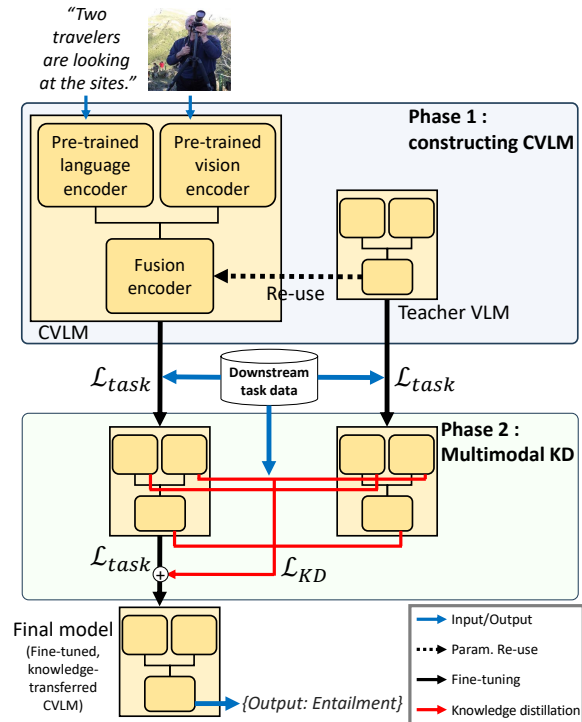 “Two
travelers
are looking
at the sites.”
Phase 1 :
constructing CVLM
Pre-trained
language
encoder
Pre-trained
vision
encoder
Fusion
encoder
Re-use
CVLM
Teacher VLM
ℒtask
Downstream
task data
ℒtask
Phase 2 :
Multimodal KD
ℒtask
+
ℒKD
Final model
(Fine-tuned,
knowledge-
transferred
CVLM)
{Output: Entailment}
Input/Output
Param. Re-use
Fine-tuning
Knowledge distillation